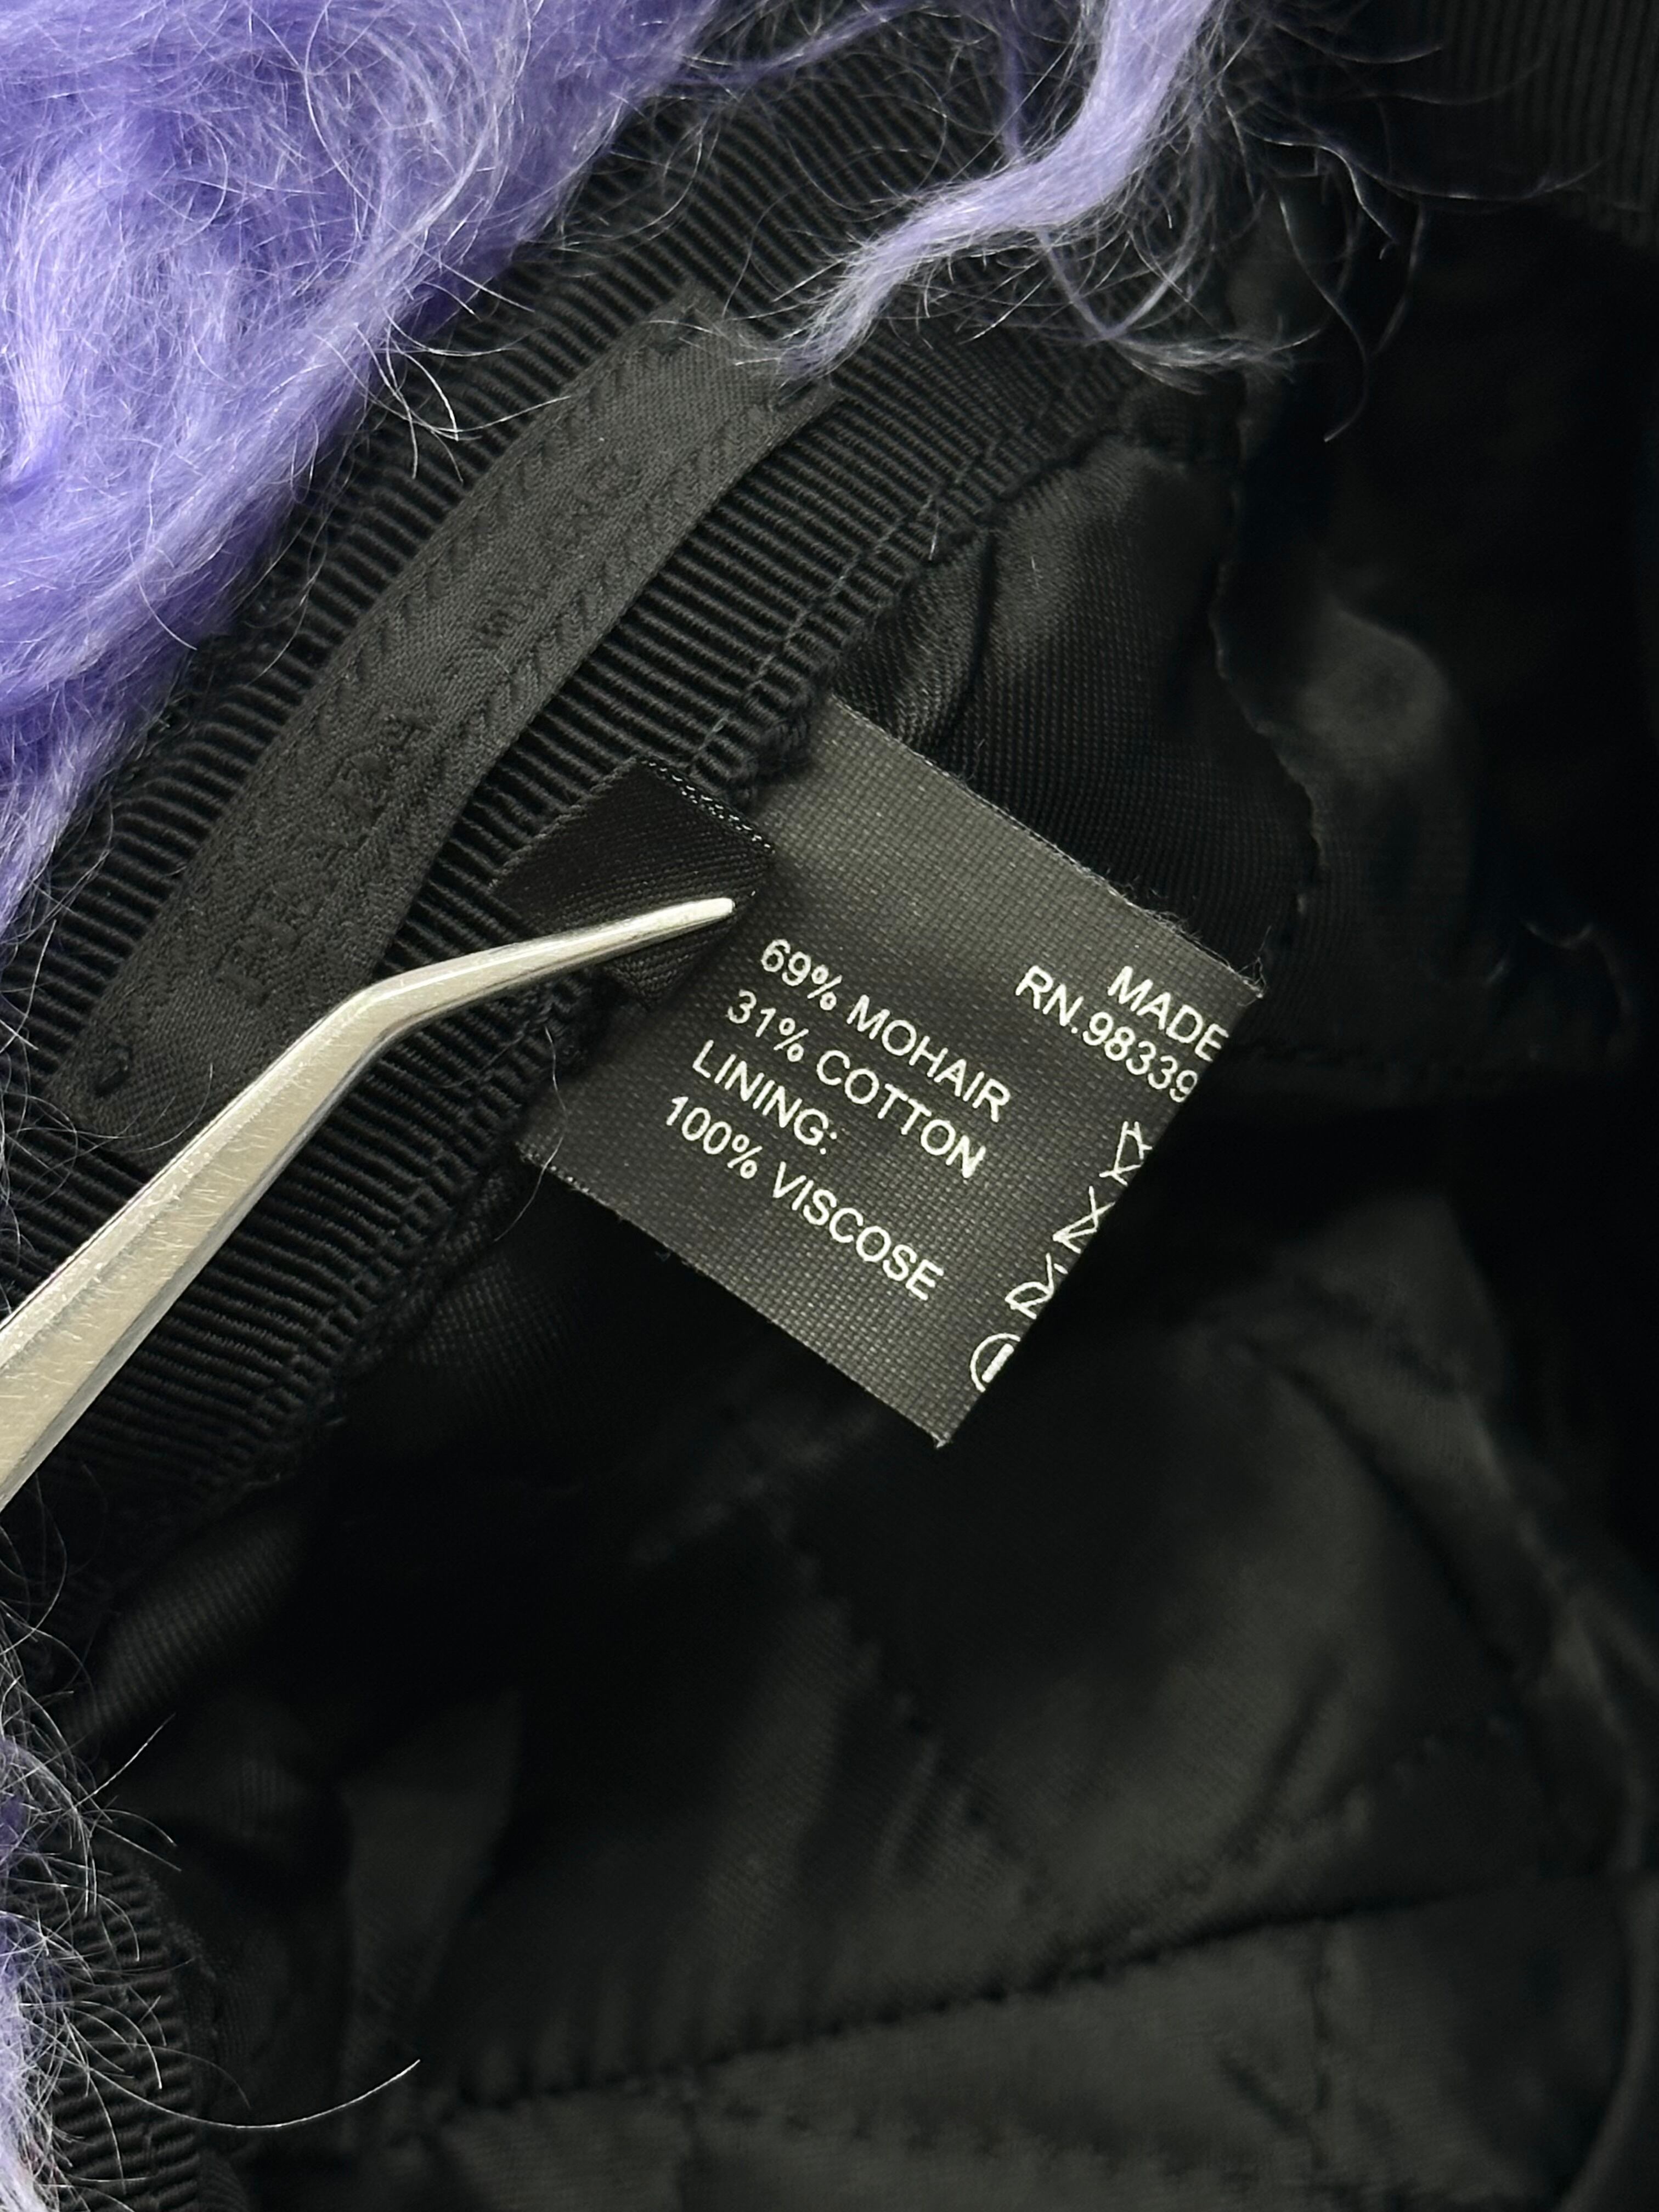 MADE
RN.98339
69% MOHAIR
31% COTTON
LINING:
100% VISCOSE